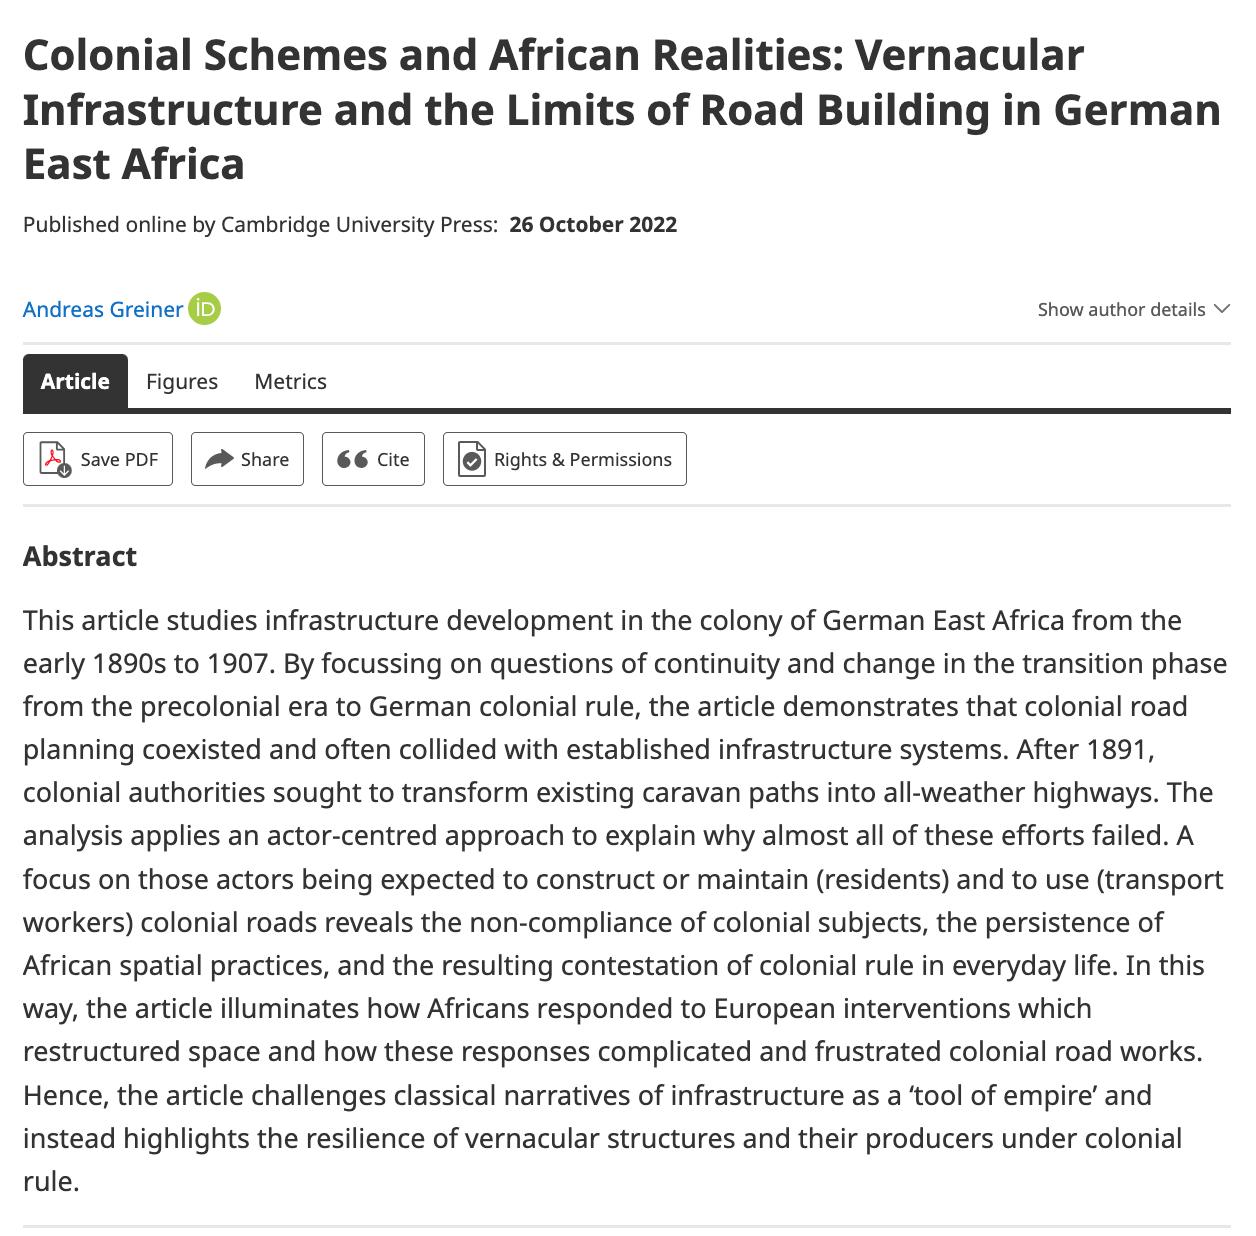 Colonial Schemes and African Realities: Vernacular
Infrastructure and the Limits of Road Building in German
East Africa
Published online by Cambridge University Press: 26 October 2022
Andreas Greiner iD
Show author details
Article Figures Metrics
Save PDF Share Cite Rights & Permissions
Abstract
This article studies infrastructure development in the colony of German East Africa from the
early 1890s to 1907. By focussing on questions of continuity and change in the transition phase
from the precolonial era to German colonial rule, the article demonstrates that colonial road
planning coexisted and often collided with established infrastructure systems. After 1891,
colonial authorities sought to transform existing caravan paths into all-weather highways. The
analysis applies an actor-centred approach to explain why almost all of these efforts failed. A
focus on those actors being expected to construct or maintain (residents) and to use (transport
workers) colonial roads reveals the non-compliance of colonial subjects, the persistence of
African spatial practices, and the resulting contestation of colonial rule in everyday life. In this
way, the article illuminates how Africans responded to European interventions which
restructured space and how these responses complicated and frustrated colonial road works.
Hence, the article challenges classical narratives of infrastructure as a ‘tool of empire’ and
instead highlights the resilience of vernacular structures and their producers under colonial
rule.